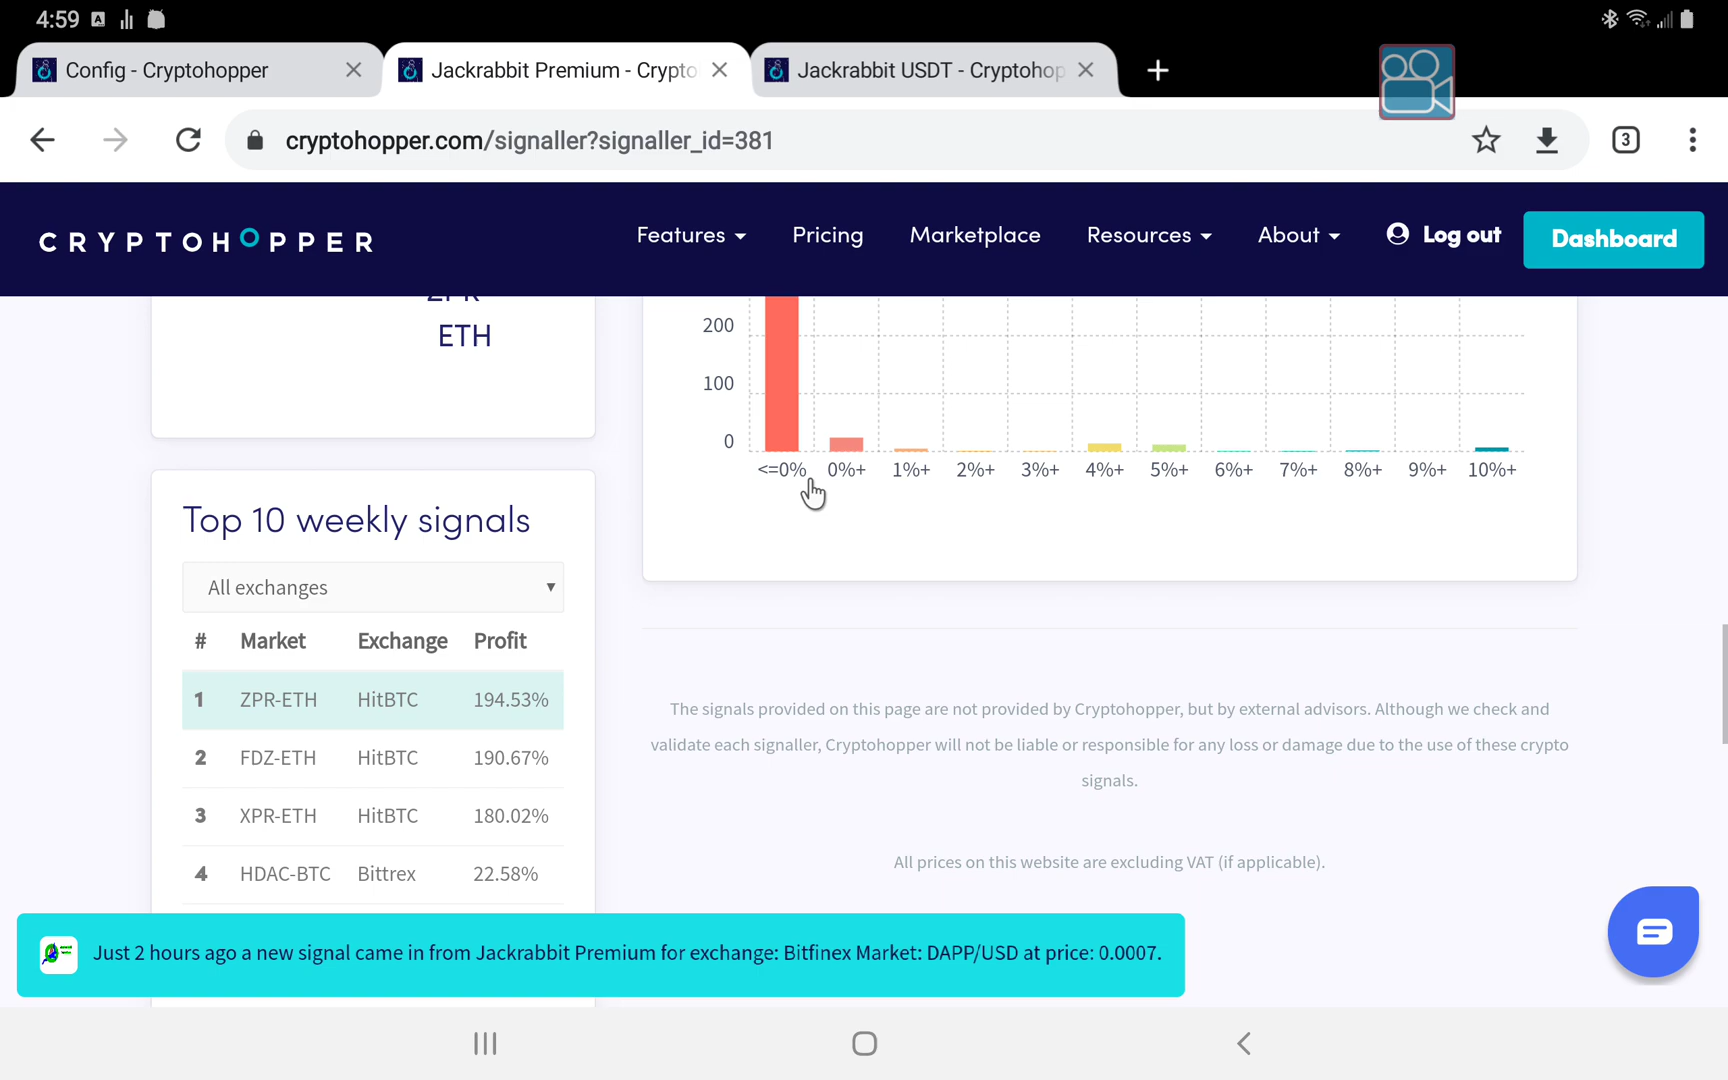 4:59
Config - Cryptohopper
Jackrabbit Premium - Crypto
Jackrabbit USDT - Cryptohop
cryptohopper.com/signaller?signaller_id=381
3
CRYPTOHOPPER
Features
Pricing
Marketplace
Resources
About
Log out
Dashboard
ZPR
ETH
200
100
0
<=0% 0%+ 1%+ 2%+ 3%+ 4%+ 5%+ 6%+ 7%+ 8%+ 9%+ 10%+
Top 10 weekly signals
All exchanges
# Market Exchange Profit
1 ZPR-ETH HitBTC 194.53%
2 FDZ-ETH HitBTC 190.67%
3 XPR-ETH HitBTC 180.02%
4 HDAC-BTC Bittrex 22.58%
The signals provided on this page are not provided by Cryptohopper, but by external advisors. Although we check and
validate each signaller, Cryptohopper will not be liable or responsible for any loss or damage due to the use of these crypto
signals.
All prices on this website are excluding VAT (if applicable).
Just 2 hours ago a new signal came in from Jackrabbit Premium for exchange: Bitfinex Market: DAPP/USD at price: 0.0007.